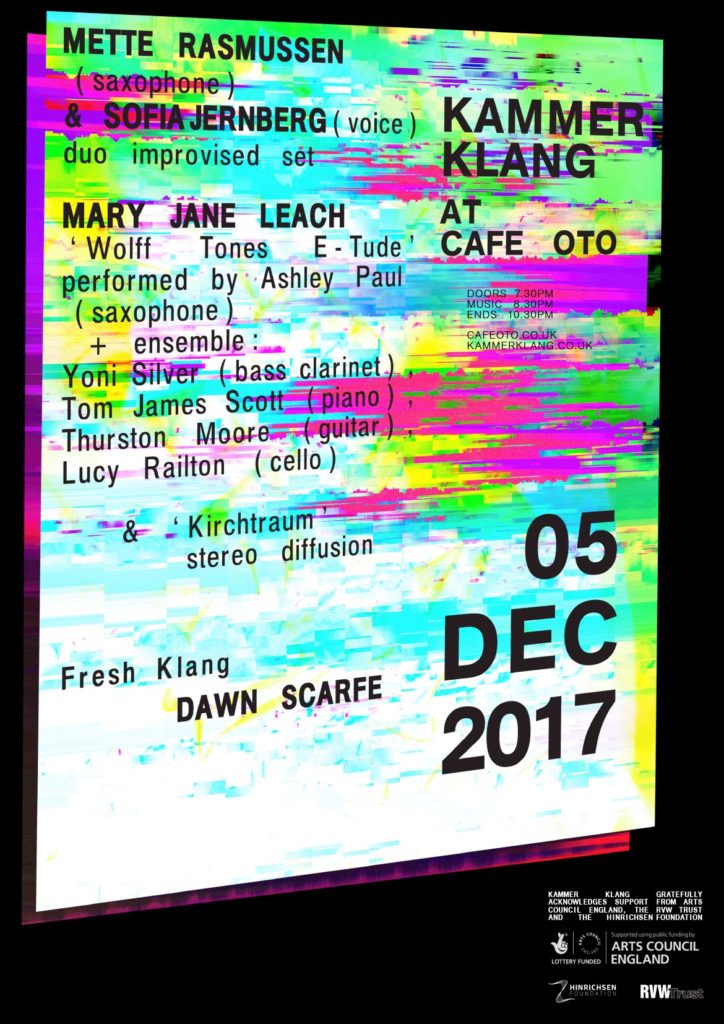 METTE RASMUSSEN
(saxophone)
& SOFIA JERNBERG (voice)
duo improvised set
MARY JANE LEACH
'Wolff Tones E-Tude'
performed by Ashley Paul
(saxophone)
+ ensemble:
Yoni Silver (bass clarinet),
Tom James Scott (piano),
Thurston Moore (guitar),
Lucy Railton (cello)
& 'Kirchtraum'
stereo diffusion
Fresh Klang
DAWN SCARFE
KAMMER
KLANG
AT
CAFE OTO
DOORS 7.30PM
MUSIC 8.30PM
ENDS 10.30PM
CAFEOTO.CO.UK
KAMMERKLANG.CO.UK
05
DEC
2017
KAMMER KLANG GRATEFULLY
ACKNOWLEDGES SUPPORT FROM ARTS
COUNCIL ENGLAND, THE RVW TRUST
AND THE HINRICHSEN FOUNDATION
LOTTERY FUNDED
ARTS COUNCIL
ENGLAND
Supported using public funding by
ARTS COUNCIL
ENGLAND
HINRICHSEN
FOUNDATION
RVWTrust